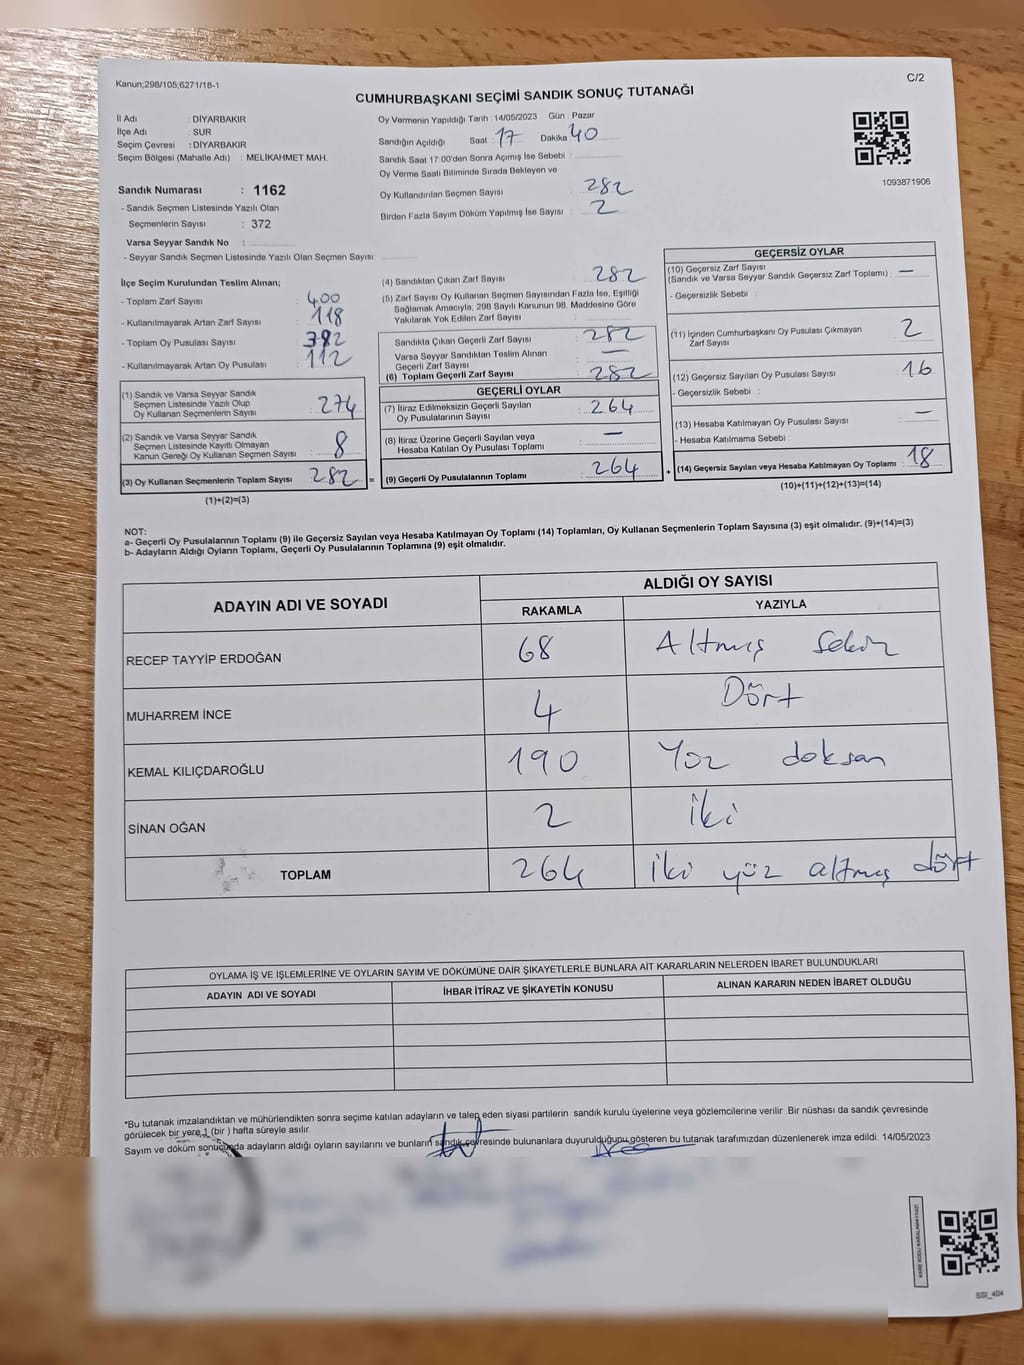 Kanun;298/105;6271/18-1
C/2
CUMHURBAŞKANI SEÇİMİ SANDIK SONUÇ TUTANAĞI
İl Adı : DİYARBAKIR
İlçe Adı : SUR
Seçim Çevresi : DİYARBAKIR
Seçim Bölgesi (Mahalle Adı) : MELİKAHMET MAH.
Sandık Numarası : 1162
- Sandık Seçmen Listesinde Yazılı Olan
Seçmenlerin Sayısı : 372
Varsa Seyyar Sandık No :
- Seyyar Sandık Seçmen Listesinde Yazılı Olan Seçmen Sayısı:
Oy Vermenin Yapıldığı Tarih : 14/05/2023 Gün : Pazar
Sandığın Açıldığı Saat : 17 Dakika : 40
Sandık Saat 17.00'den Sonra Açımış İse Sebebi :
Oy Verme Saati Bitiminde Sırada Bekleyen ve
Oy Kullandırılan Seçmen Sayısı : 282
Birden Fazla Sayım Döküm Yapılmış İse Sayısı : 2
1093871906
İlçe Seçim Kurulundan Teslim Alınan;
- Toplam Zarf Sayısı : 400
- Kullanılmayarak Artan Zarf Sayısı : 118
- Toplam Oy Pusulası Sayısı : 382
- Kullanılmayarak Artan Oy Pusulası : 112
(1) Sandık ve Varsa Seyyar Sandık
Seçmen Listesinde Yazılı Olup
Oy Kullanan Seçmenlerin Sayısı : 274
(2) Sandık ve Varsa Seyyar Sandık
Seçmen Listesinde Kayıtlı Olmayan
Kanun Gereği Oy Kullanan Seçmen Sayısı : 8
(3) Oy Kullanan Seçmenlerin Toplam Sayısı : 282 =
(1)+(2)=(3)
(4) Sandıktan Çıkan Zarf Sayısı : 282
(5) Zarf Sayısı Oy Kullanan Seçmen Sayısından Fazla İse, Eşitliği
Sağlamak Amacıyla; 298 Sayılı Kanunun 98. Maddesine Göre
Yakılarak Yok Edilen Zarf Sayısı :
Sandıkta Çıkan Geçerli Zarf Sayısı : 282
Varsa Seyyar Sandıktan Teslim Alınan
Geçerli Zarf Sayısı : —
(6) Toplam Geçerli Zarf Sayısı : 282
GEÇERLİ OYLAR
(7) İtiraz Edilmeksizin Geçerli Sayılan
Oy Pusulalarının Sayısı : 264
(8) İtiraz Üzerine Geçerli Sayılan veya
Hesaba Katılan Oy Pusulası Toplamı : —
(9) Geçerli Oy Pusulalarının Toplamı : 264 +
GEÇERSİZ OYLAR
(10) Geçersiz Zarf Sayısı
(Sandık ve Varsa Seyyar Sandık Geçersiz Zarf Toplamı) : —
- Geçersizlik Sebebi :
(11) İçinden Cumhurbaşkanı Oy Pusulası Çıkmayan
Zarf Sayısı : 2
(12) Geçersiz Sayılan Oy Pusulası Sayısı : 16
- Geçersizlik Sebebi :
(13) Hesaba Katılmayan Oy Pusulası Sayısı : —
- Hesaba Katılmama Sebebi :
(14) Geçersiz Sayılan veya Hesaba Katılmayan Oy Toplamı : 18
(10)+(11)+(12)+(13)=(14)
NOT:
a- Geçerli Oy Pusulalarının Toplamı (9) ile Geçersiz Sayılan veya Hesaba Katılmayan Oy Toplamı (14) Toplamları, Oy Kullanan Seçmenlerin Toplam Sayısına (3) eşit olmalıdır. (9)+(14)=(3)
b- Adayların Aldığı Oyların Toplamı, Geçerli Oy Pusulalarının Toplamına (9) eşit olmalıdır.
ADAYIN ADI VE SOYADI
ALDIĞI OY SAYISI
RAKAMLA YAZIYLA
RECEP TAYYİP ERDOĞAN 68 Altmış Sekiz
MUHARREM İNCE 4 Dört
KEMAL KILIÇDAROĞLU 190 Yüz doksan
SİNAN OĞAN 2 iki
TOPLAM 264 iki yüz altmış dört
OYLAMA İŞ VE İŞLEMLERİNE VE OYLARIN SAYIM VE DÖKÜMÜNE DAİR ŞİKAYETLERLE BUNLARA AİT KARARLARIN NELERDEN İBARET BULUNDUKLARI
ADAYIN ADI VE SOYADI İHBAR İTİRAZ VE ŞİKAYETİN KONUSU ALINAN KARARIN NEDEN İBARET OLDUĞU
*Bu tutanak imzalandıktan ve mühürlendikten sonra seçime katılan adayların ve talep eden siyasi partilerin sandık kurulu üyelerine veya gözlemcilerine verilir Bir nüshası da sandık çevresinde
görülecek bir yere 1 (bir ) hafta süreyle asılır.
Sayım ve döküm sonucunda adayların aldığı oyların sayılarını ve bunların sandık çevresinde bulunanlara duyurulduğunu gösteren bu tutanak tarafımızdan düzenlenerek imza edildi. 14/05/2023
KARE KODU KARALAMAYINIZ!
SSI_404